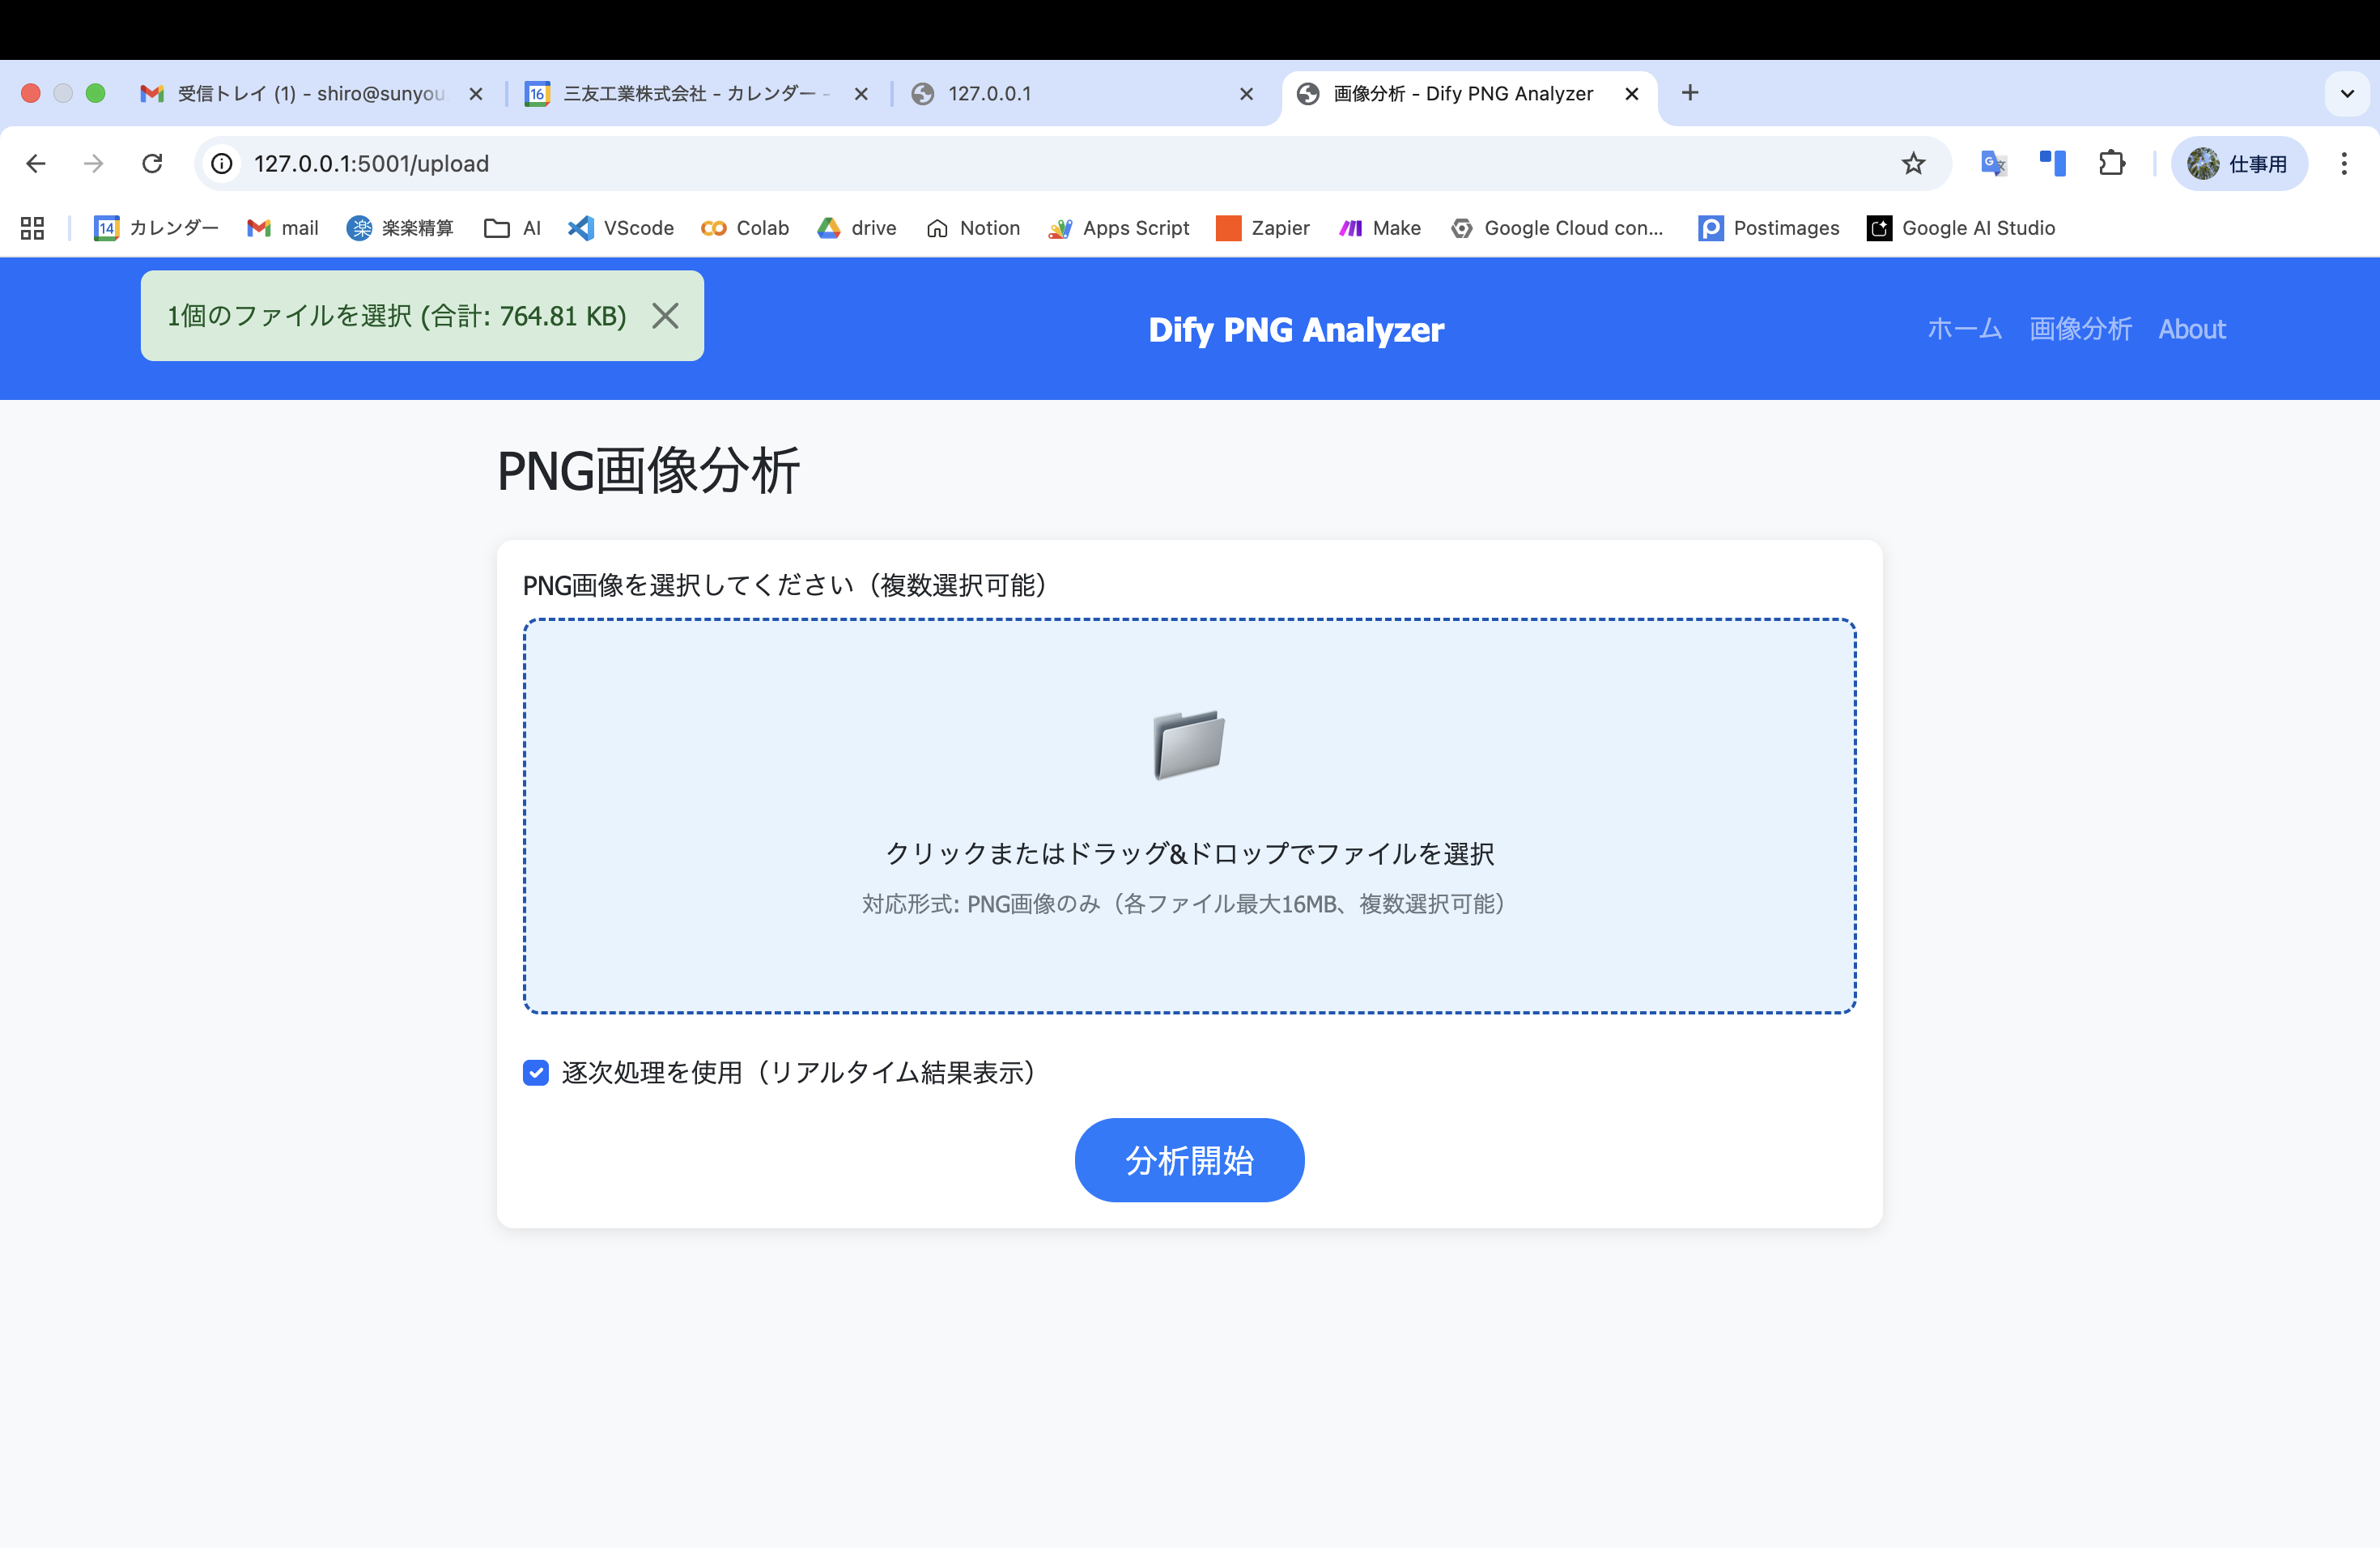 受信トレイ (1) - shiro@sunyou
16
三友工業株式会社 - カレンダー -
127.0.0.1
画像分析 - Dify PNG Analyzer
127.0.0.1:5001/upload
仕事用
14 カレンダー
mail
楽 楽楽精算
AI
VScode
Colab
drive
Notion
Apps Script
Zapier
Make
Google Cloud con...
Postimages
Google AI Studio
1個のファイルを選択 (合計: 764.81 KB)
Dify PNG Analyzer
ホーム
画像分析
About
PNG画像分析
PNG画像を選択してください（複数選択可能）
クリックまたはドラッグ&ドロップでファイルを選択
対応形式: PNG画像のみ（各ファイル最大16MB、複数選択可能）
逐次処理を使用（リアルタイム結果表示）
分析開始